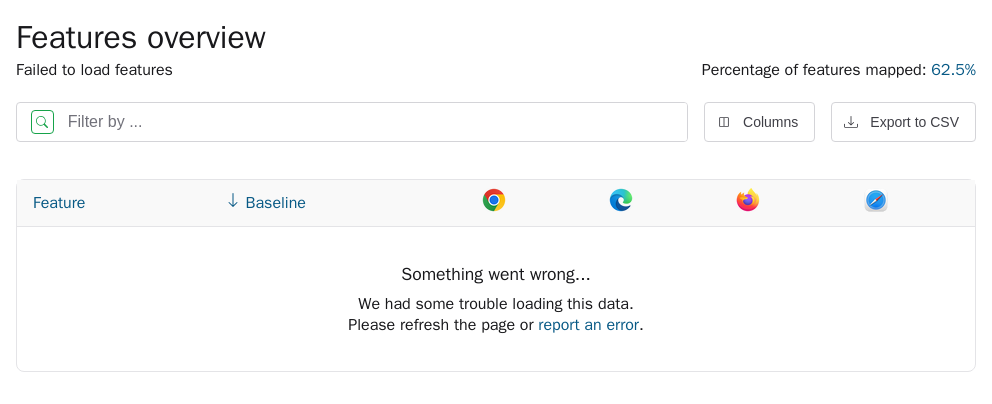 Features overview
Failed to load features
Percentage of features mapped: 62.5%
Filter by ...
Columns
Export to CSV
Feature
Baseline
Something went wrong...
We had some trouble loading this data.
Please refresh the page or report an error.